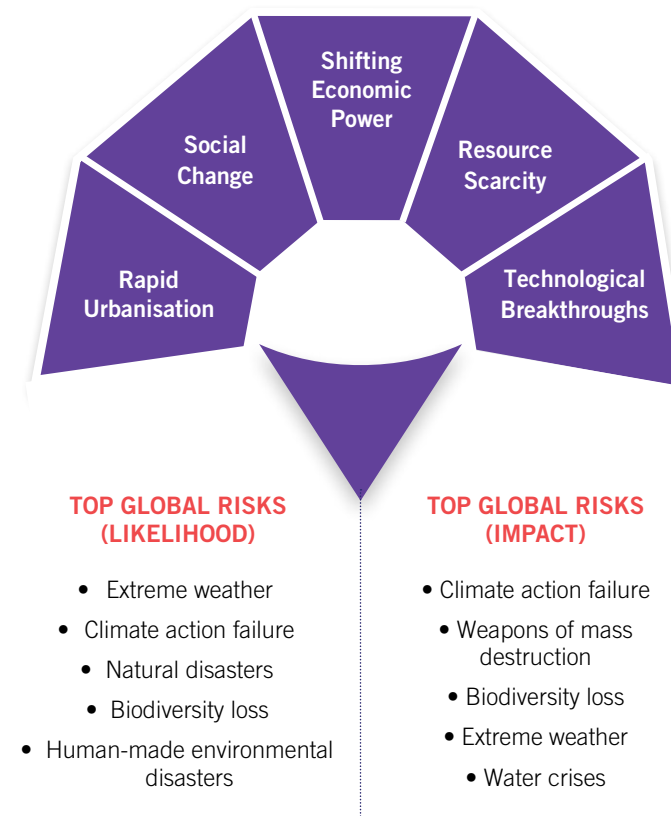 Shifting
Economic
Power
Social
Change
Resource
Scarcity
Rapid
Urbanisation
Technological
Breakthroughs
TOP GLOBAL RISKS
(LIKELIHOOD)
• Extreme weather
• Climate action failure
• Natural disasters
• Biodiversity loss
• Human-made environmental
disasters
TOP GLOBAL RISKS
(IMPACT)
• Climate action failure
• Weapons of mass
destruction
• Biodiversity loss
• Extreme weather
• Water crises